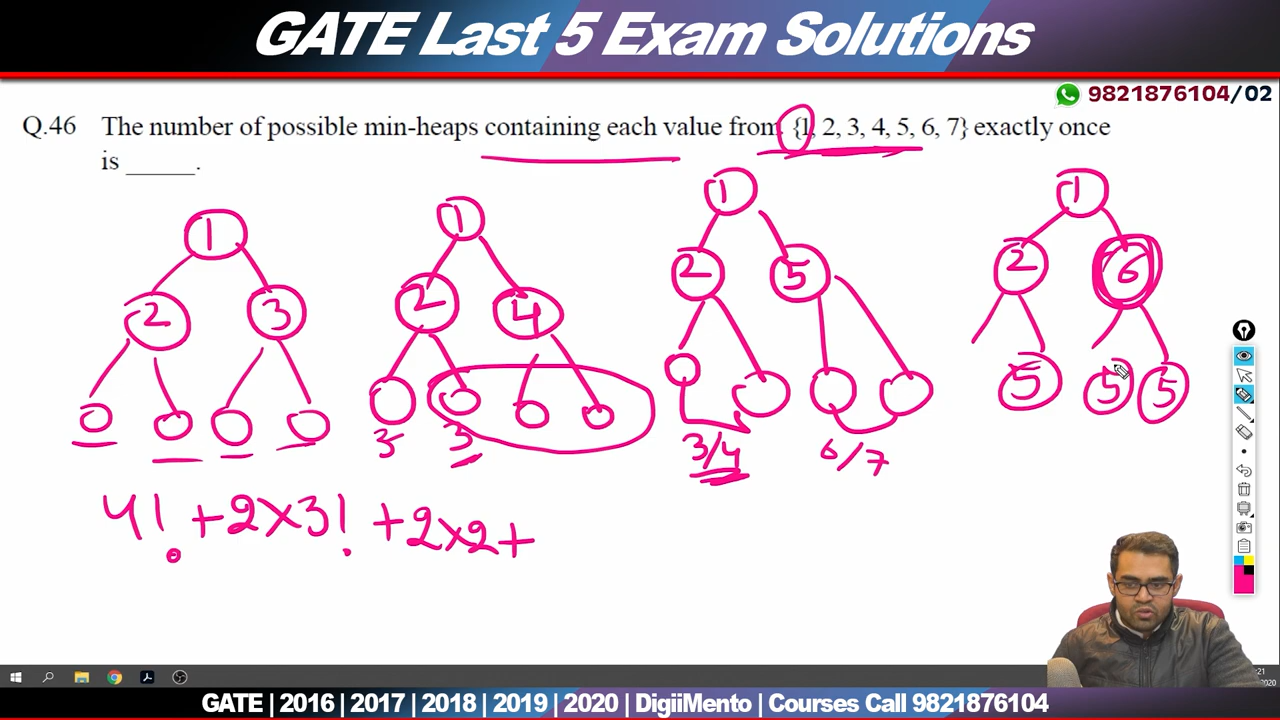 GATE Last 5 Exam Solutions
9821876104/02
Q.46 The number of possible min-heaps containing each value from {1, 2, 3, 4, 5, 6, 7} exactly once
is _____.
1 1 1 1
2 3 2 4 2 5 2 6
5 5 5
3 3 3/4 6/7
4! + 2×3! + 2×2 +
2020
GATE | 2016 | 2017 | 2018 | 2019 | 2020 | DigiiMento | Courses Call 9821876104